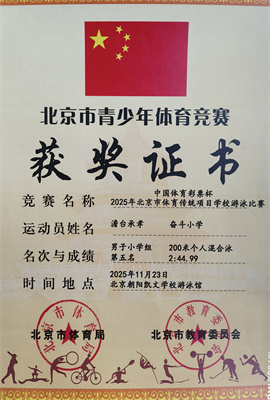 北京市青少年体育竞赛
获奖证书
中国体育彩票杯
竞赛名称 2025年北京市体育传统项目学校游泳比赛
运动员姓名 澹台承孝 奋斗小学
名次与成绩 男子小学组 200米个人混合泳
第五名 2:44.99
时间地点 2025年11月23日
北京朝阳凯文学校游泳馆
北京市体育局 北京市教育委员会